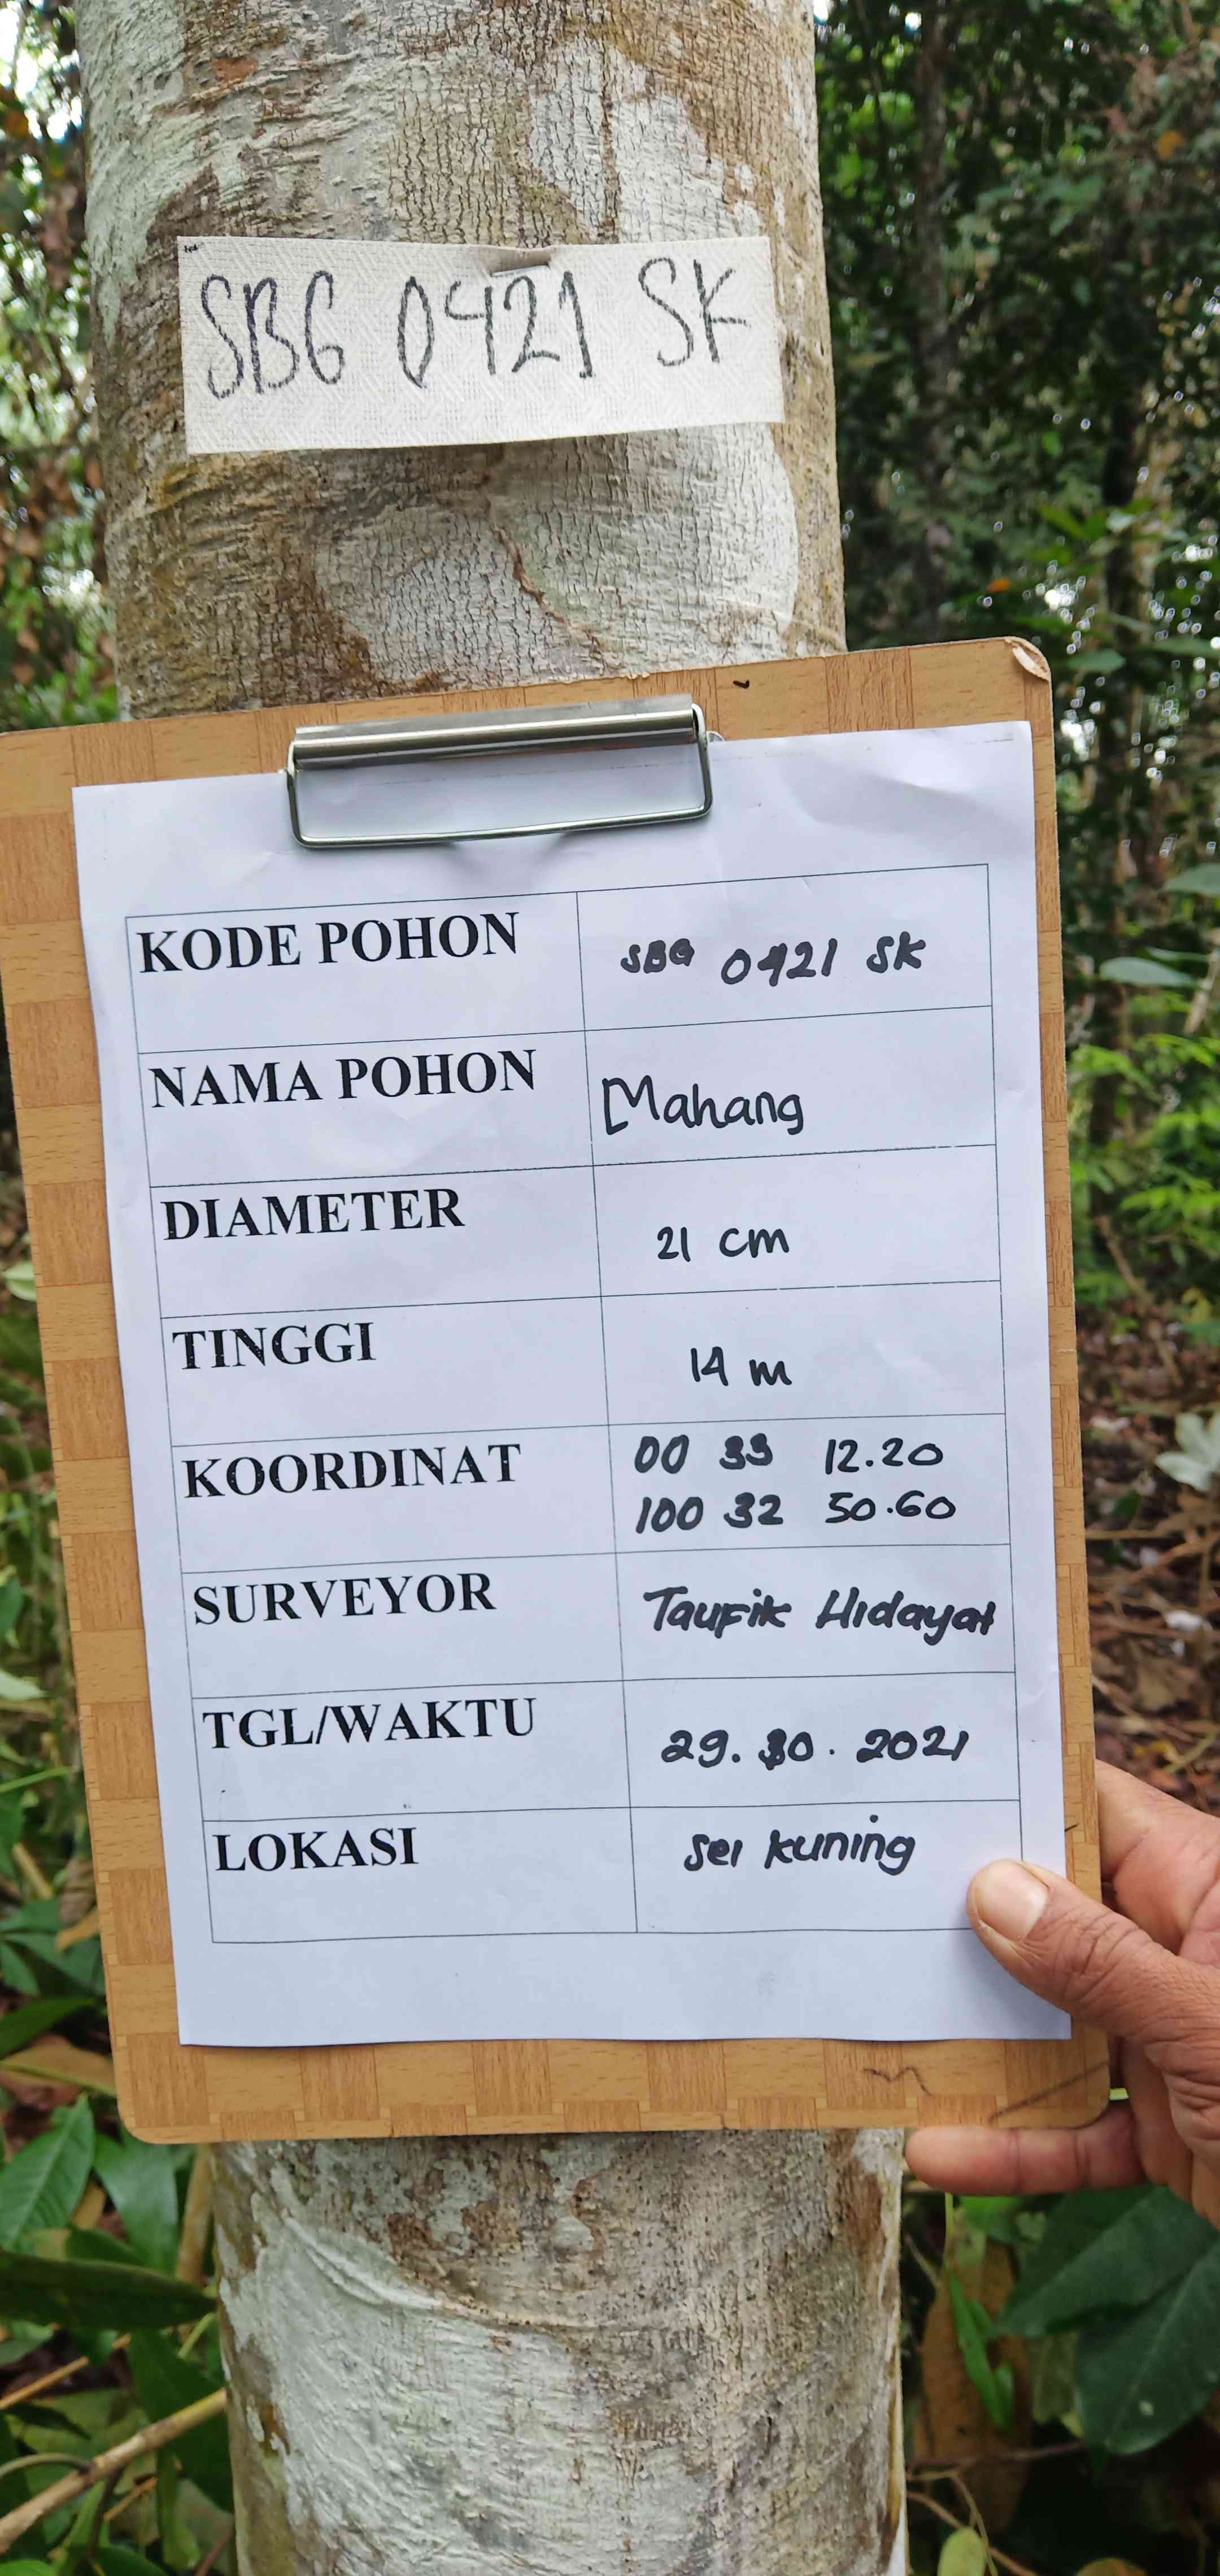 SBG 0421 SK
KODE POHON SBG 0421 SK
NAMA POHON Mahang
DIAMETER 21 cm
TINGGI 14 m
KOORDINAT 00 33 12.20
100 32 50.60
SURVEYOR Taufik Hidayat
TGL/WAKTU 29. 30. 2021
LOKASI Sei Kuning